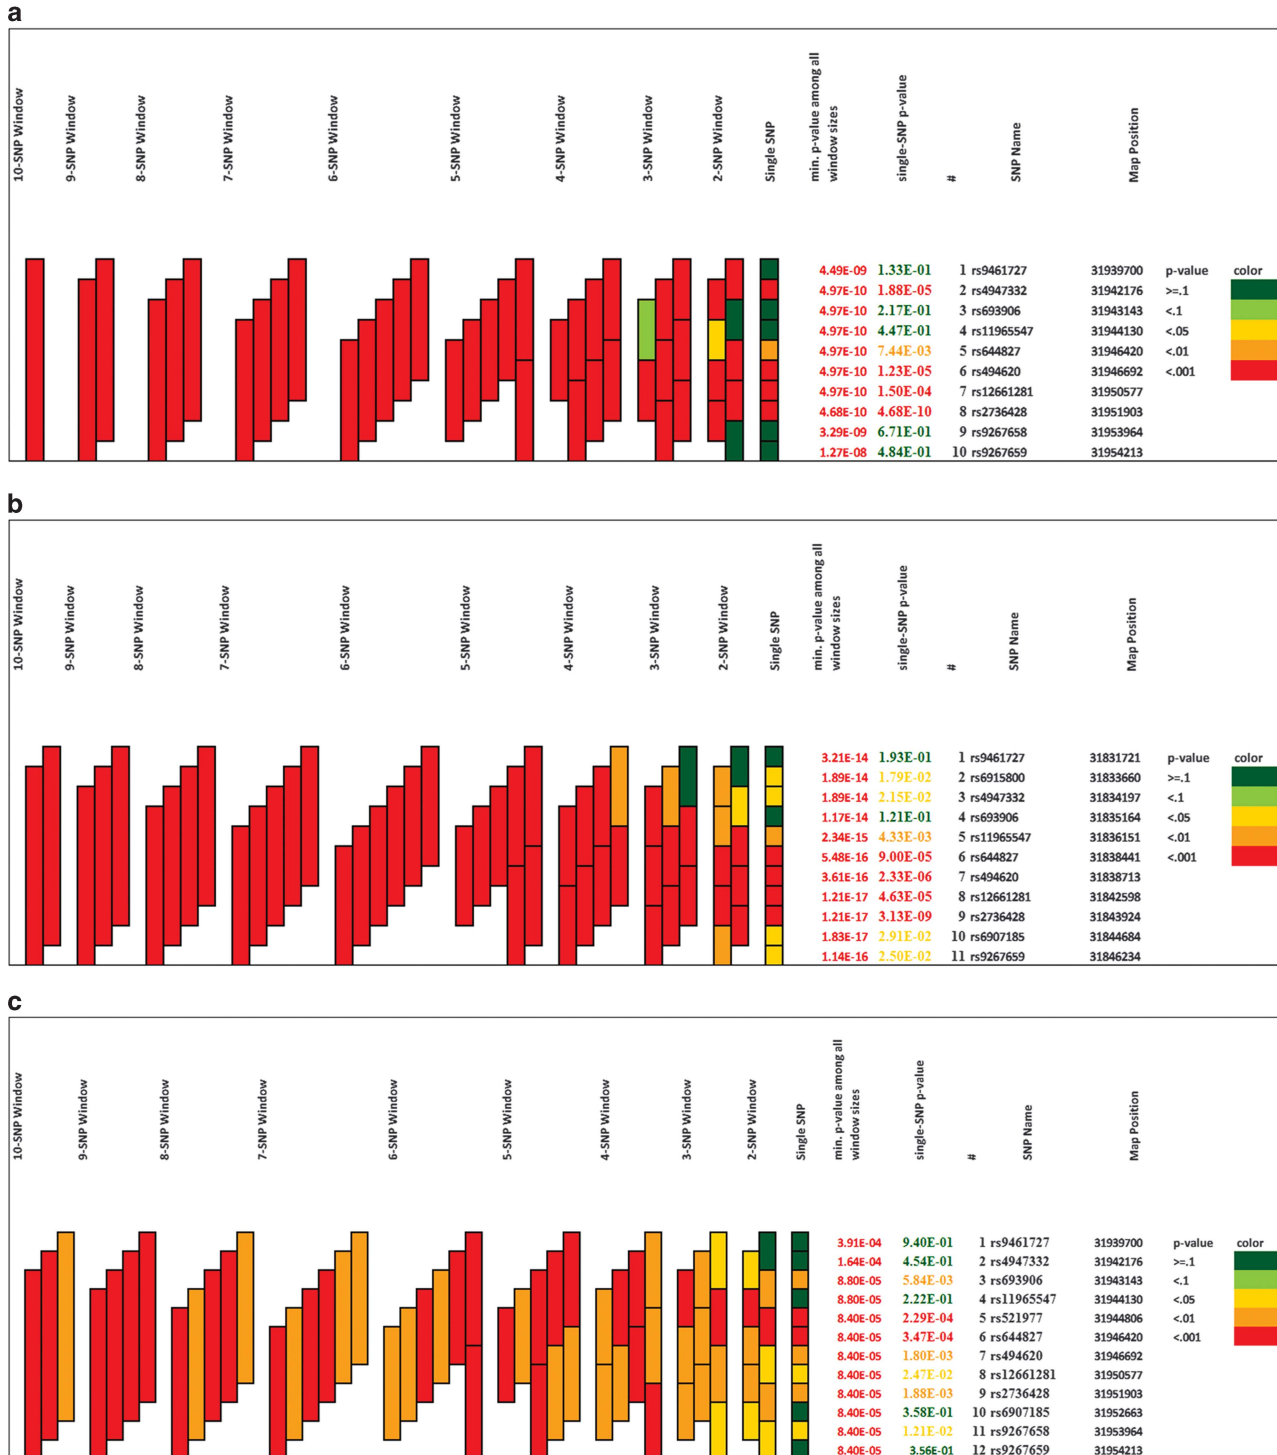 a
10-SNP Window
9-SNP Window
8-SNP Window
7-SNP Window
6-SNP Window
5-SNP Window
4-SNP Window
3-SNP Window
2-SNP Window
Single SNP
min. p-value among all
window sizes
single-SNP p-value
#
SNP Name
Map Position
4.49E-09 1.33E-01 1 rs9461727 31939700 p-value color
4.97E-10 1.88E-05 2 rs4947332 31942176 >=.1
4.97E-10 2.17E-01 3 rs693906 31943143 <.1
4.97E-10 4.47E-01 4 rs11965547 31944130 <.05
4.97E-10 7.44E-03 5 rs644827 31946420 <.01
4.97E-10 1.23E-05 6 rs494620 31946692 <.001
4.97E-10 1.50E-04 7 rs12661281 31950577
4.68E-10 4.68E-10 8 rs2736428 31951903
3.29E-09 6.71E-01 9 rs9267658 31953964
1.27E-08 4.84E-01 10 rs9267659 31954213
b
10-SNP Window
9-SNP Window
8-SNP Window
7-SNP Window
6-SNP Window
5-SNP Window
4-SNP Window
3-SNP Window
2-SNP Window
Single SNP
min. p-value among all
window sizes
single-SNP p-value
#
SNP Name
Map Position
3.21E-14 1.93E-01 1 rs9461727 31831721 p-value color
1.89E-14 1.79E-02 2 rs6915800 31833660 >=.1
1.89E-14 2.15E-02 3 rs4947332 31834197 <.1
1.17E-14 1.21E-01 4 rs693906 31835164 <.05
2.34E-15 4.33E-03 5 rs11965547 31836151 <.01
5.48E-16 9.00E-05 6 rs644827 31838441 <.001
3.61E-16 2.33E-06 7 rs494620 31838713
1.21E-17 4.63E-05 8 rs12661281 31842598
1.21E-17 3.13E-09 9 rs2736428 31843924
1.83E-17 2.91E-02 10 rs6907185 31844684
1.14E-16 2.50E-02 11 rs9267659 31846234
c
10-SNP Window
9-SNP Window
8-SNP Window
7-SNP Window
6-SNP Window
5-SNP Window
4-SNP Window
3-SNP Window
2-SNP Window
Single SNP
min. p-value among all
window sizes
single-SNP p-value
#
SNP Name
Map Position
3.91E-04 9.40E-01 1 rs9461727 31939700 p-value color
1.64E-04 4.54E-01 2 rs4947332 31942176 >=.1
8.80E-05 5.84E-03 3 rs693906 31943143 <.1
8.80E-05 2.22E-01 4 rs11965547 31944130 <.05
8.40E-05 2.29E-04 5 rs521977 31944806 <.01
8.40E-05 3.47E-04 6 rs644827 31946420 <.001
8.40E-05 1.80E-03 7 rs494620 31946692
8.40E-05 2.47E-02 8 rs12661281 31950577
8.40E-05 1.88E-03 9 rs2736428 31951903
8.40E-05 3.58E-01 10 rs6907185 31952663
8.40E-05 1.21E-02 11 rs9267658 31953964
8.40E-05 3.56E-01 12 rs9267659 31954213